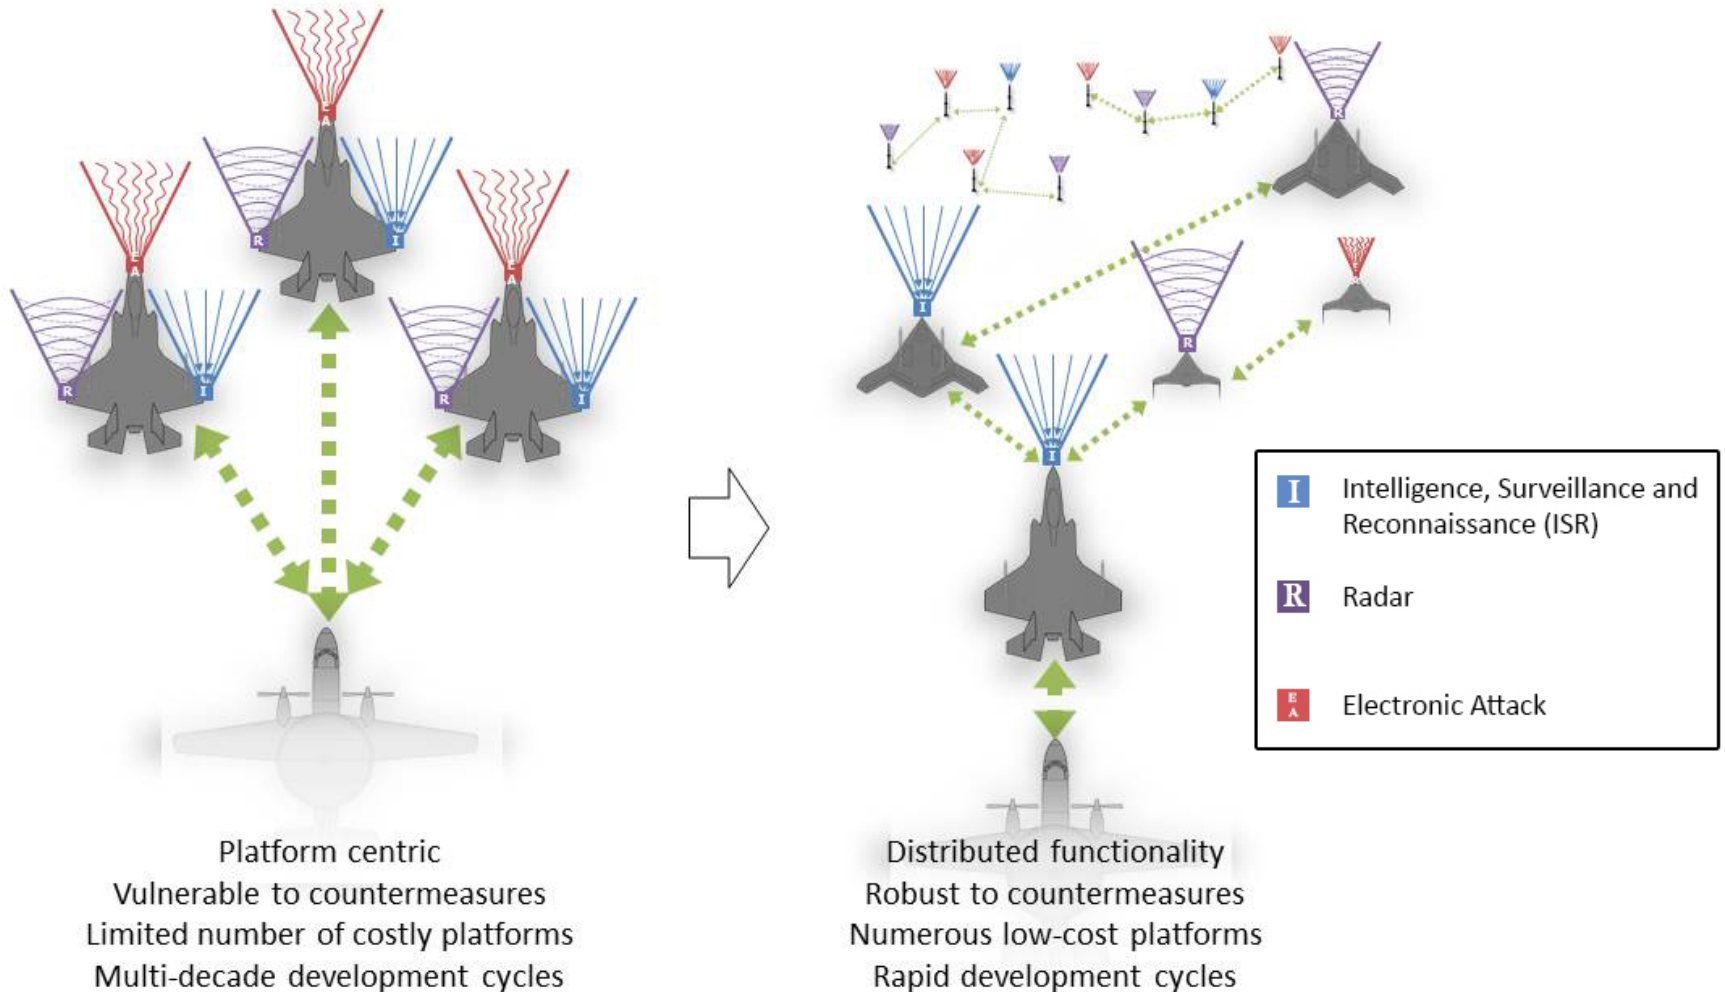 E
A
R
I
E
A
R
I
E
A
R
I
Platform centric
Vulnerable to countermeasures
Limited number of costly platforms
Multi-decade development cycles
R
I
R
I
Distributed functionality
Robust to countermeasures
Numerous low-cost platforms
Rapid development cycles
I Intelligence, Surveillance and
Reconnaissance (ISR)
R Radar
E
A Electronic Attack